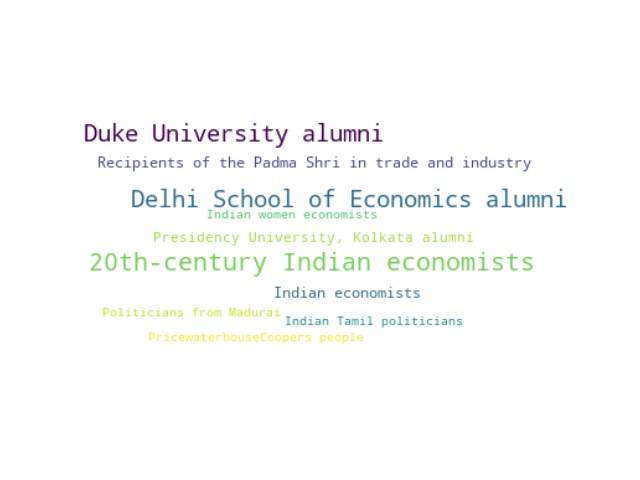 Duke University alumni
Recipients of the Padma Shri in trade and industry
Delhi School of Economics alumni
Indian women economists
Presidency University, Kolkata alumni
20th-century Indian economists
Indian economists
Politicians from Madurai
Indian Tamil politicians
PricewaterhouseCoopers people